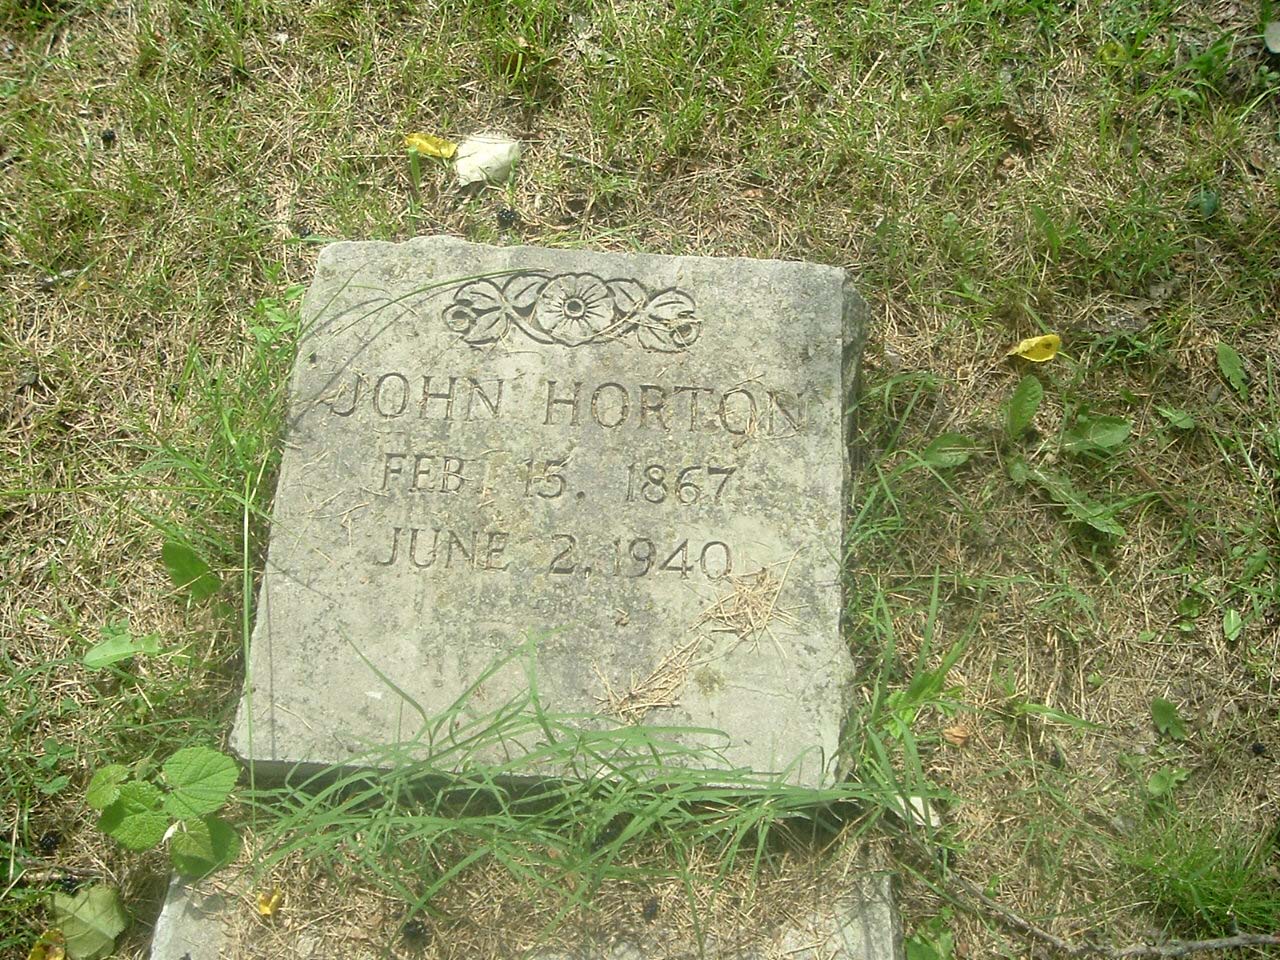 JOHN HORTON
FEB. 15. 1867
JUNE 2. 1940